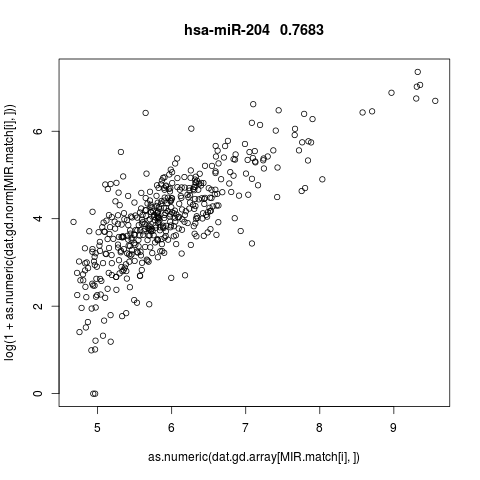 hsa-miR-204 0.7683
log(1 + as.numeric(dat.gd.norm[MIR.match[i], ]))
6
4
2
0
5 6 7 8 9
as.numeric(dat.gd.array[MIR.match[i], ])